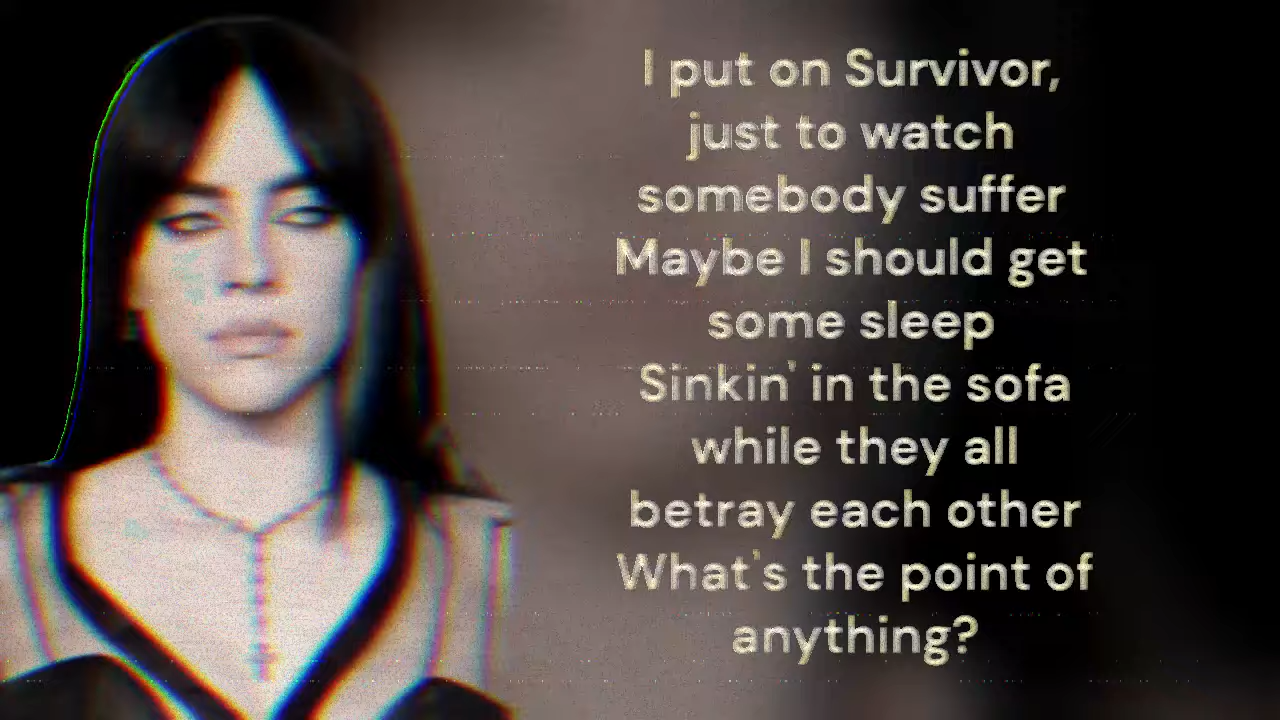 I put on Survivor,
just to watch
somebody suffer
Maybe I should get
some sleep
Sinkin' in the sofa
while they all
betray each other
What's the point of
anything?